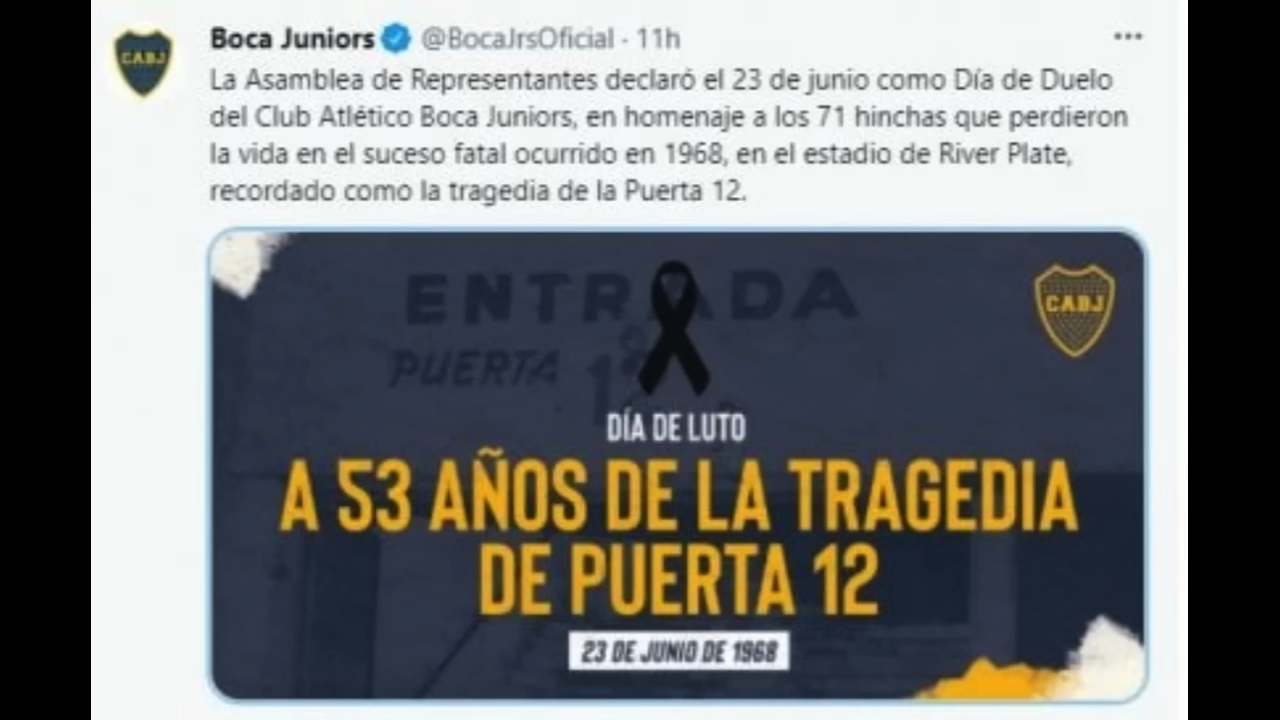 Boca Juniors @BocaJrsOficial · 11h
CABJ
La Asamblea de Representantes declaró el 23 de junio como Día de Duelo
del Club Atlético Boca Juniors, en homenaje a los 71 hinchas que perdieron
la vida en el suceso fatal ocurrido en 1968, en el estadio de River Plate,
recordado como la tragedia de la Puerta 12.
ENTRADA
CABJ
PUERTA 12
DÍA DE LUTO
A 53 AÑOS DE LA TRAGEDIA
DE PUERTA 12
23 DE JUNIO DE 1968